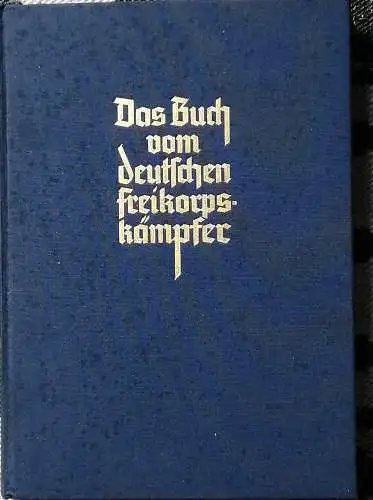 Das Buch
vom
deutschen
freikorps-
kämpfer